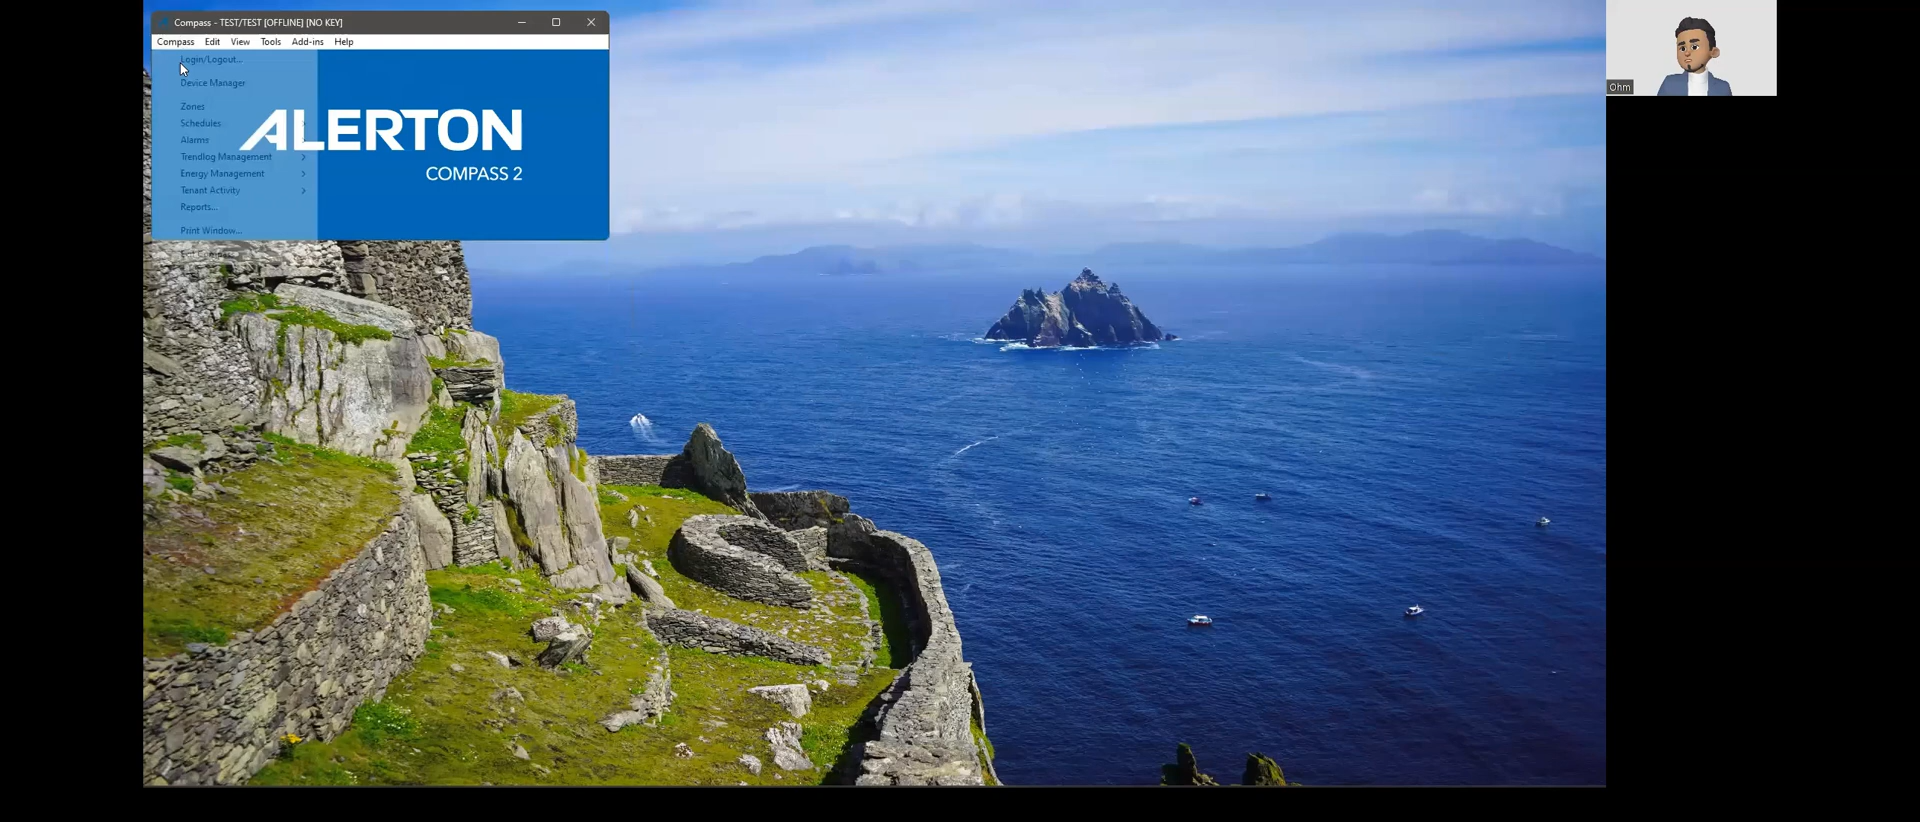 Compass - TEST/TEST [OFFLINE] [NO KEY]
Compass Edit View Tools Add-ins Help
Login/Logout...
Device Manager
Zones
Schedules
Alarms
Trendlog Management
Energy Management
Tenant Activity
Reports...
Print Window...
ALERTON
COMPASS 2
Ohm